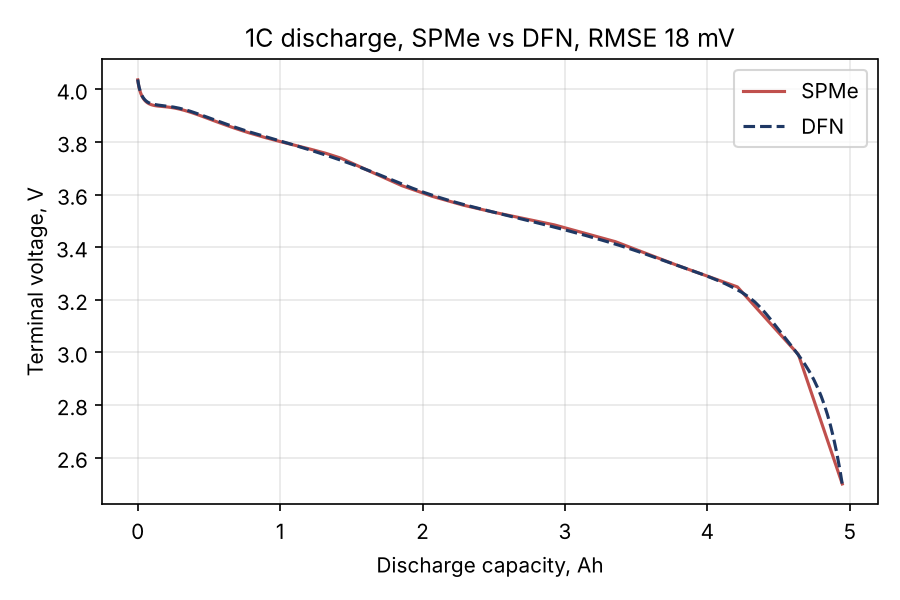 1C discharge, SPMe vs DFN, RMSE 18 mV
SPMe
DFN
Terminal voltage, V
4.0
3.8
3.6
3.4
3.2
3.0
2.8
2.6
0 1 2 3 4 5
Discharge capacity, Ah